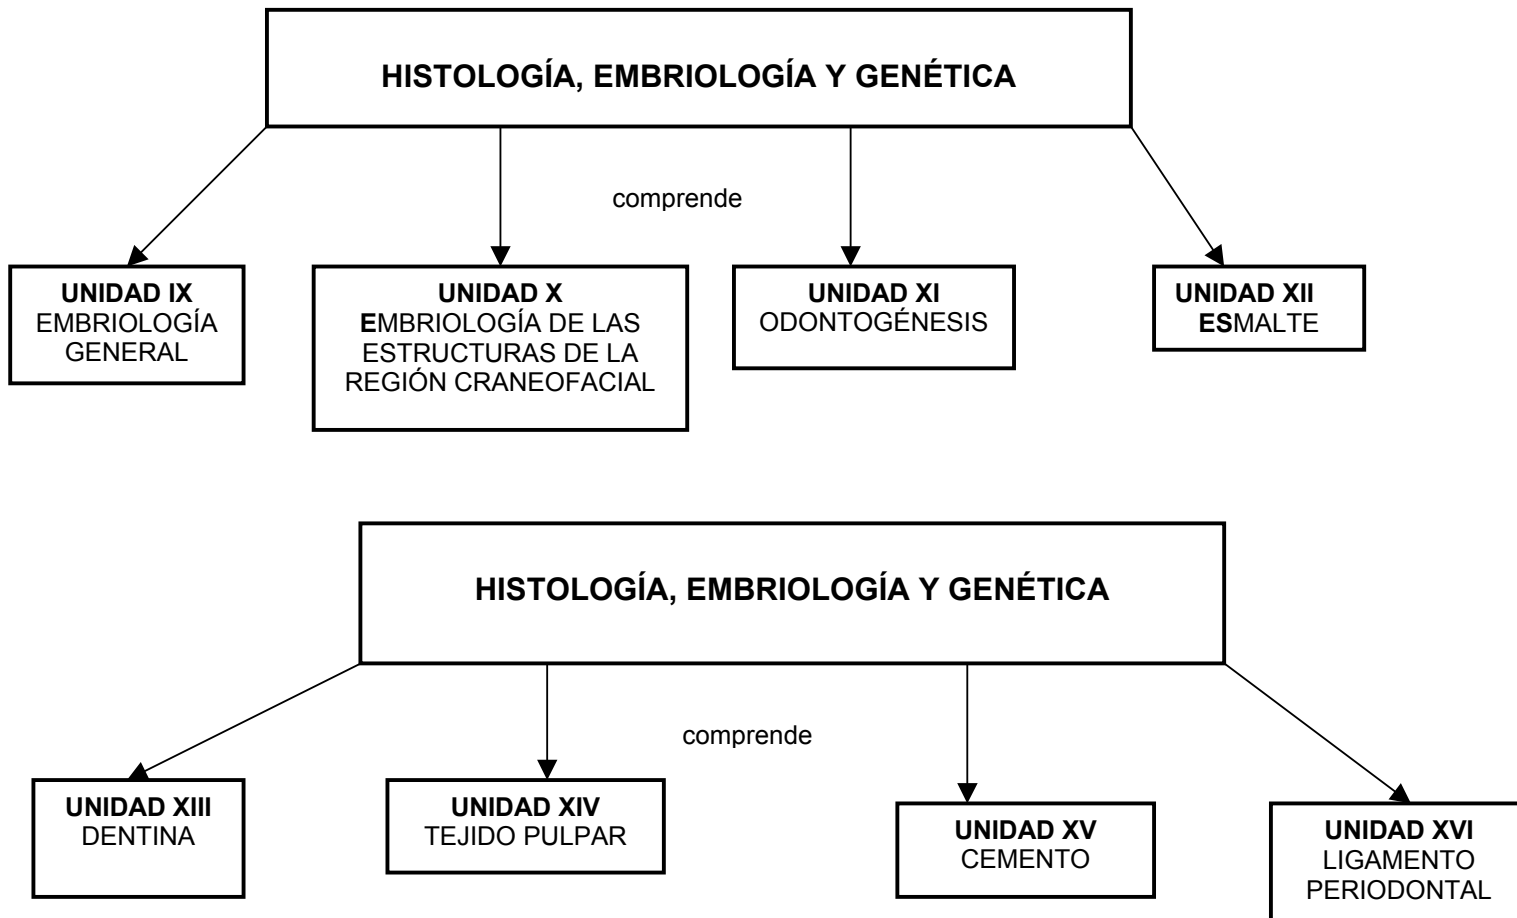 HISTOLOGÍA, EMBRIOLOGÍA Y GENÉTICA
comprende
UNIDAD IX
EMBRIOLOGÍA
GENERAL
UNIDAD X
EMBRIOLOGÍA DE LAS
ESTRUCTURAS DE LA
REGIÓN CRANEOFACIAL
UNIDAD XI
ODONTOGÉNESIS
UNIDAD XII
ESMALTE
HISTOLOGÍA, EMBRIOLOGÍA Y GENÉTICA
comprende
UNIDAD XIII
DENTINA
UNIDAD XIV
TEJIDO PULPAR
UNIDAD XV
CEMENTO
UNIDAD XVI
LIGAMENTO
PERIODONTAL